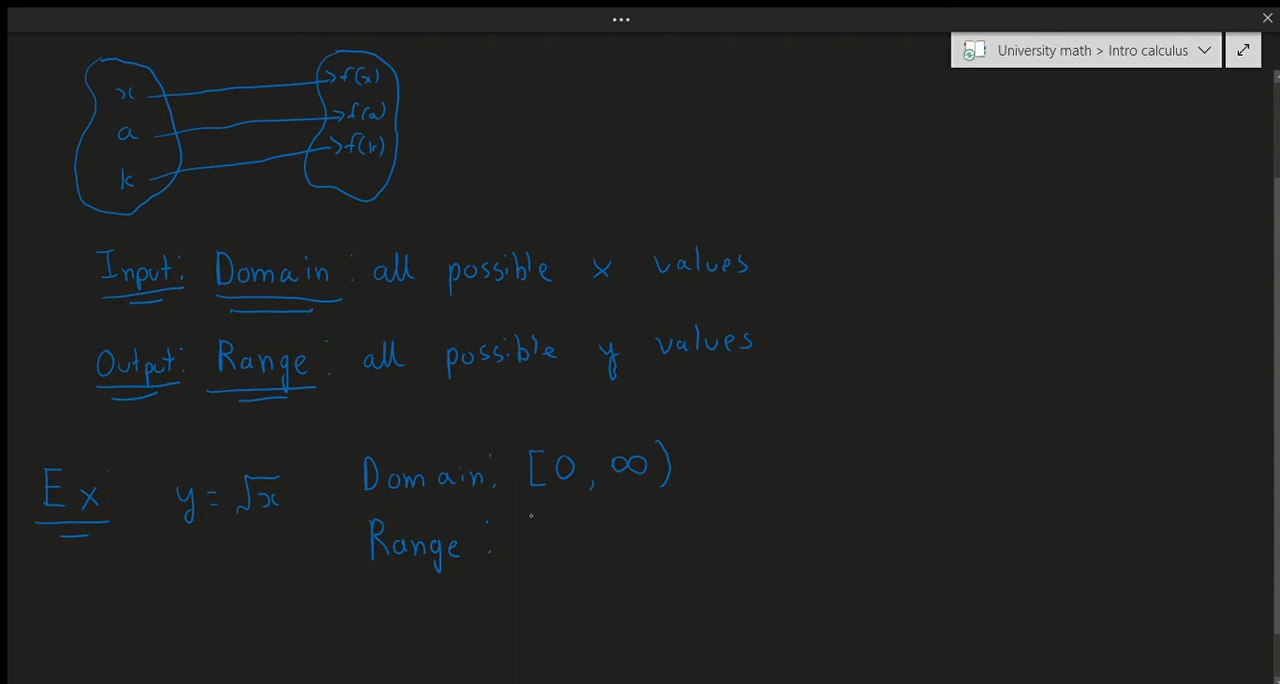 University math > Intro calculus
x f(x)
a f(a)
k f(k)
Input: Domain: all possible x values
Output: Range: all possible y values
Ex: y = √x Domain: [0, ∞)
Range: